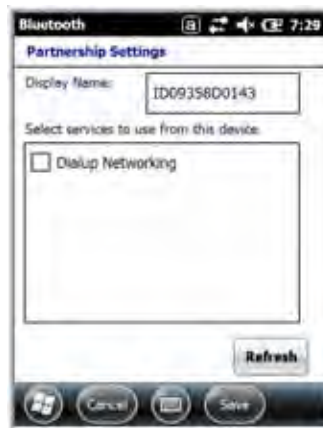 Bluetooth 7:29
Partnership Settings
Display Name:
ID09358D0143
Select services to use from this device.
Dialup Networking
Refresh
Cancel
Save